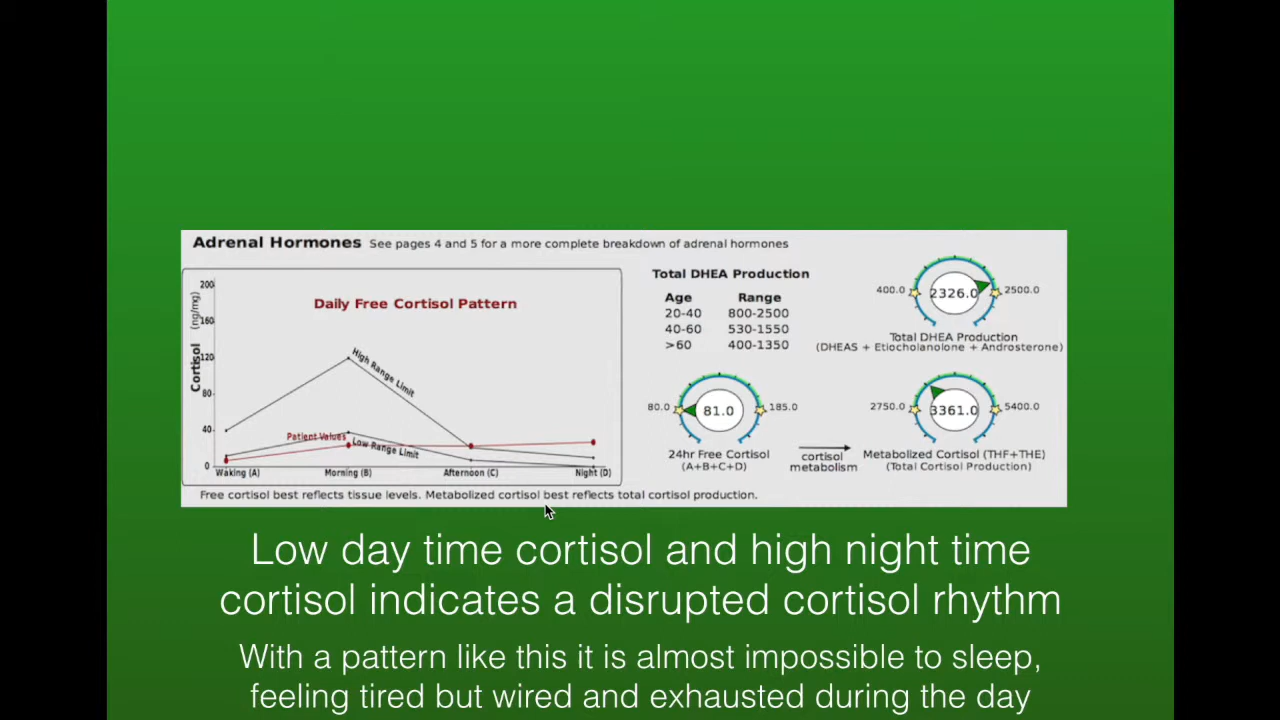 Adrenal Hormones See pages 4 and 5 for a more complete breakdown of adrenal hormones
Daily Free Cortisol Pattern
Cortisol (ng/mg)
200
160
120
80
40
0
High Range Limit
Patient Values
Low Range Limit
Waking (A) Morning (B) Afternoon (C) Night (D)
Total DHEA Production
Age Range
20-40 800-2500
40-60 530-1550
>60 400-1350
400.0 2326.0 2500.0
Total DHEA Production
(DHEAS + Etiocholanolone + Androsterone)
80.0 81.0 185.0
24hr Free Cortisol
(A+B+C+D)
cortisol
metabolism
2750.0 3361.0 5400.0
Metabolized Cortisol (THF+THE)
(Total Cortisol Production)
Free cortisol best reflects tissue levels. Metabolized cortisol best reflects total cortisol production.
Low day time cortisol and high night time
cortisol indicates a disrupted cortisol rhythm
With a pattern like this it is almost impossible to sleep,
feeling tired but wired and exhausted during the day